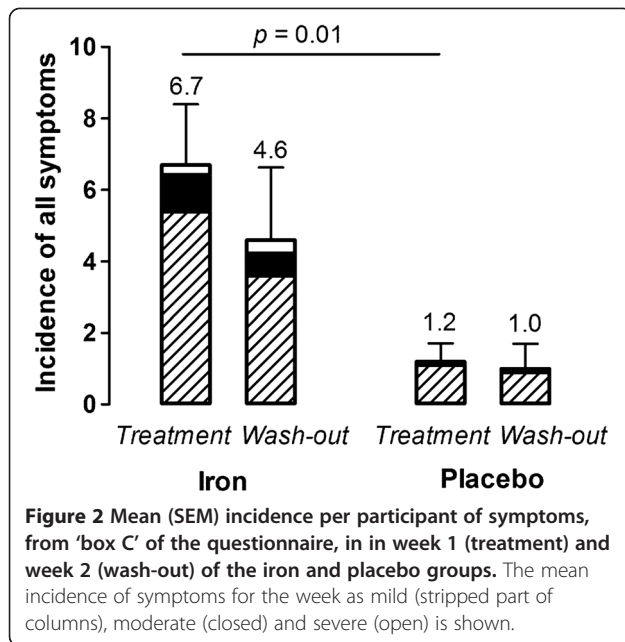 p = 0.01
Incidence of all symptoms
10
8
6
4
2
0
6.7
4.6
1.2
1.0
Treatment Wash-out Treatment Wash-out
Iron Placebo
Figure 2 Mean (SEM) incidence per participant of symptoms,
from ‘box C’ of the questionnaire, in in week 1 (treatment) and
week 2 (wash-out) of the iron and placebo groups. The mean
incidence of symptoms for the week as mild (stripped part of
columns), moderate (closed) and severe (open) is shown.